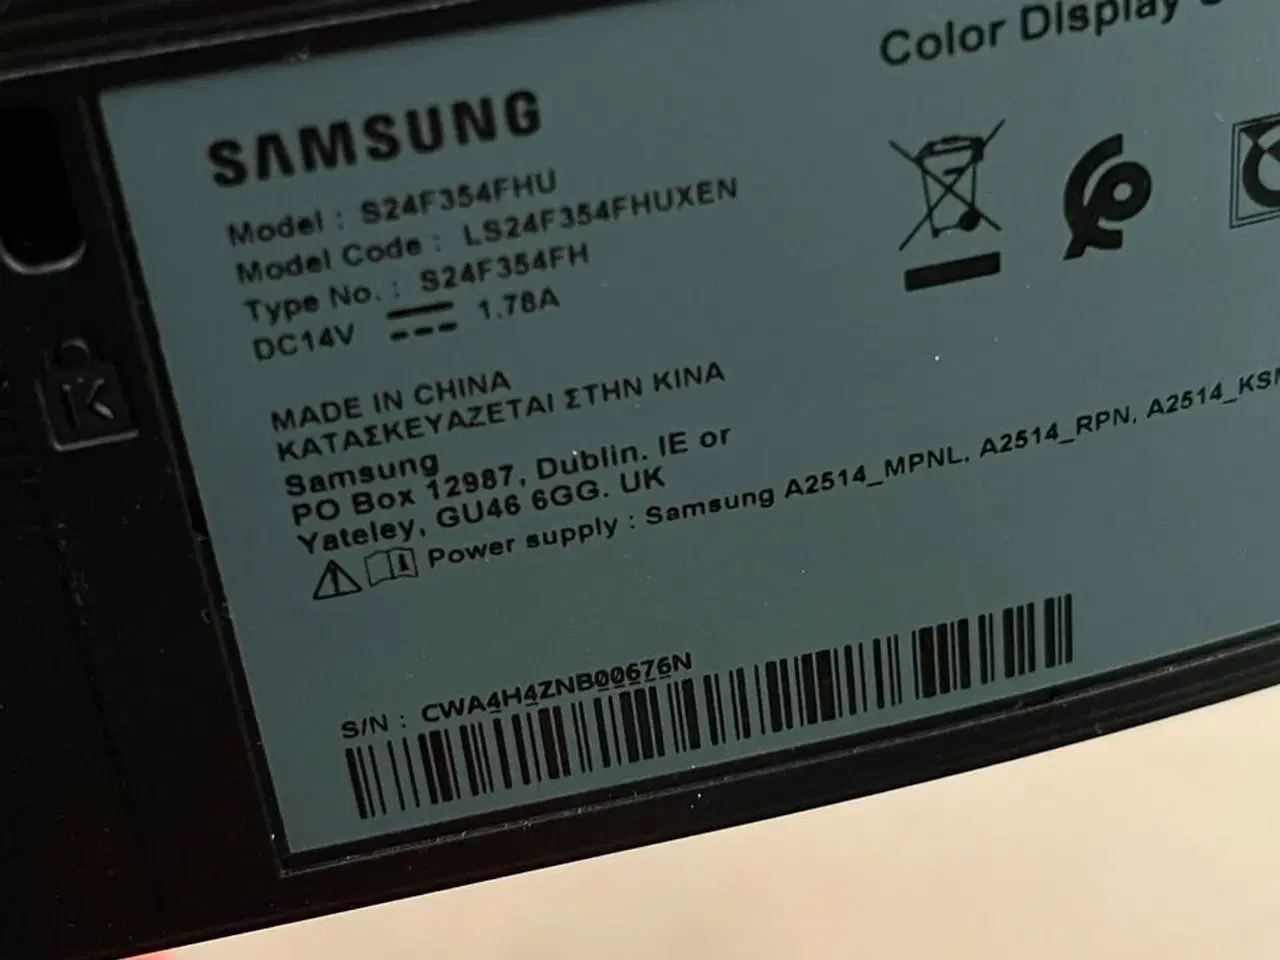 Color Display
SAMSUNG
Model : S24F354FHU
Model Code : LS24F354FHUXEN
Type No. : S24F354FH
DC14V 1.78A
MADE IN CHINA
ΚΑΤΑΣΚΕΥΑΖΕΤΑΙ ΣΤΗΝ ΚΙΝΑ
Samsung
PO Box 12987, Dublin. IE or
Yateley, GU46 6GG. UK
Power supply : Samsung A2514_MPNL, A2514_RPN, A2514_KSM
S/N : CWA4H4ZNB00676N
K